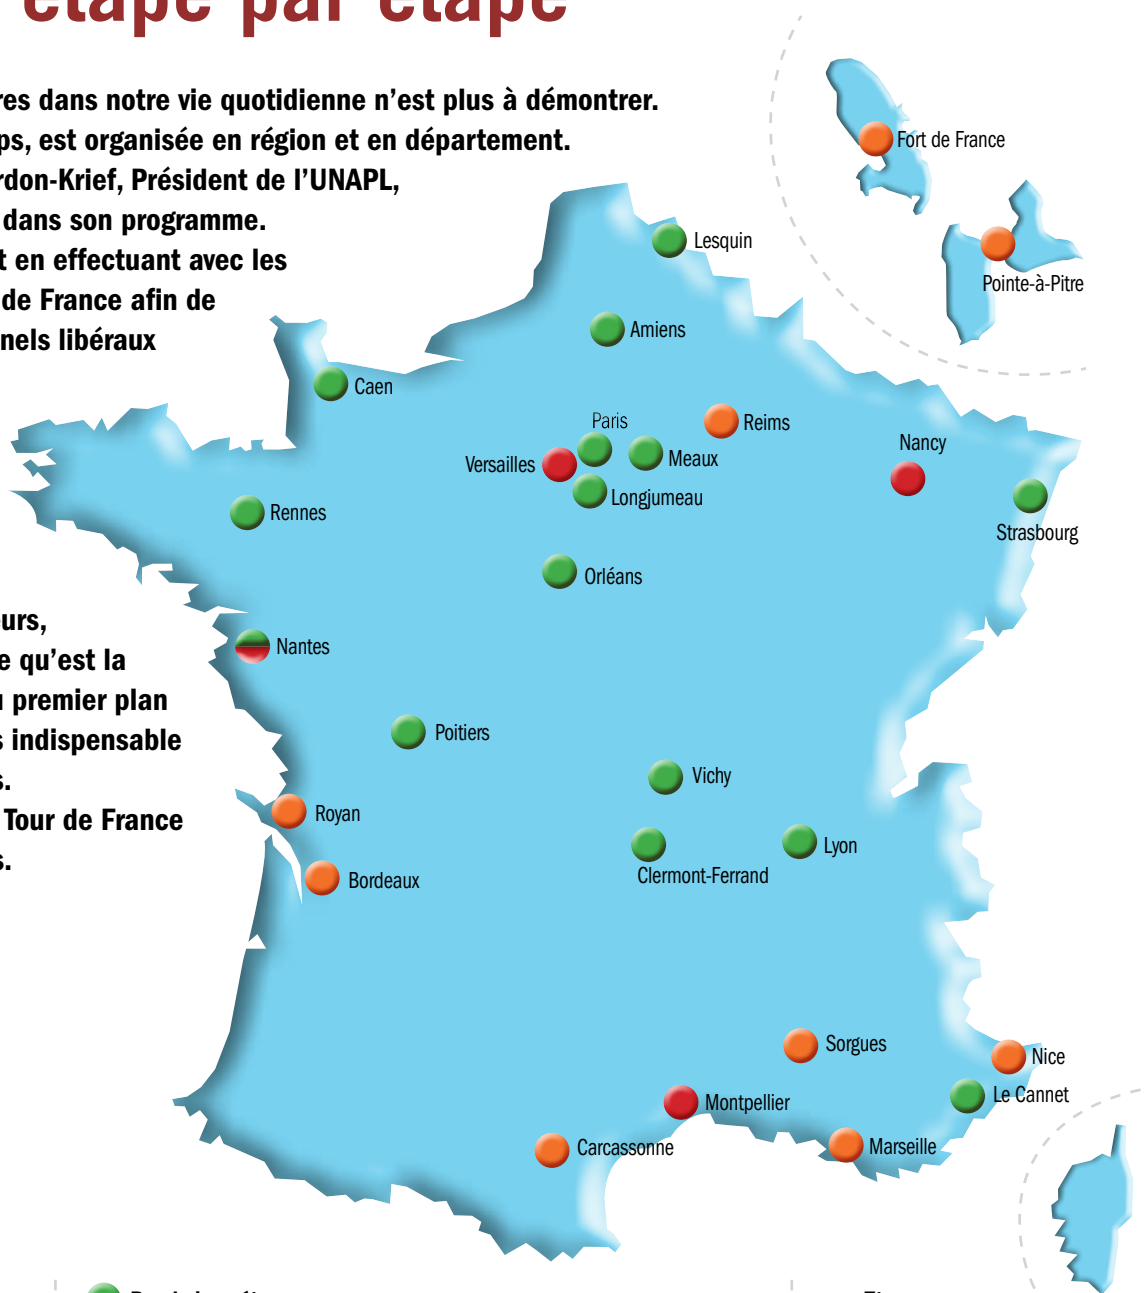 étape par étape
res dans notre vie quotidienne n’est plus à démontrer.
ps, est organisée en région et en département.
rdon-Krief, Président de l’UNAPL,
dans son programme.
t en effectuant avec les
de France afin de
nels libéraux
Fort de France
Pointe-à-Pitre
Lesquin
Amiens
Caen
Paris
Reims
Nancy
Versailles
Meaux
Longjumeau
Strasbourg
Rennes
Orléans
eurs,
e qu’est la
u premier plan
s indispensable
s.
Tour de France
s.
Nantes
Poitiers
Vichy
Royan
Lyon
Clermont-Ferrand
Bordeaux
Sorgues
Nice
Le Cannet
Montpellier
Marseille
Carcassonne